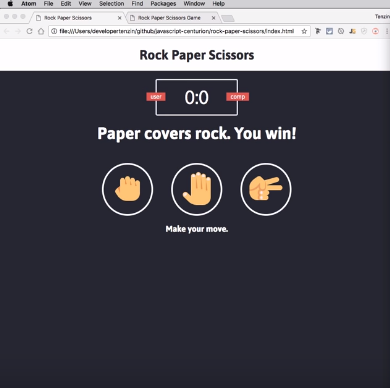 Atom File Edit View Selection Find Packages Window Help
Rock Paper Scissors
Rock Paper Scissors Game
Tenzin
file:///Users/developertenzin/github/javascript-centurion/rock-paper-scissors/index.html
Rock Paper Scissors
user 0:0 comp
Paper covers rock. You win!
Make your move.